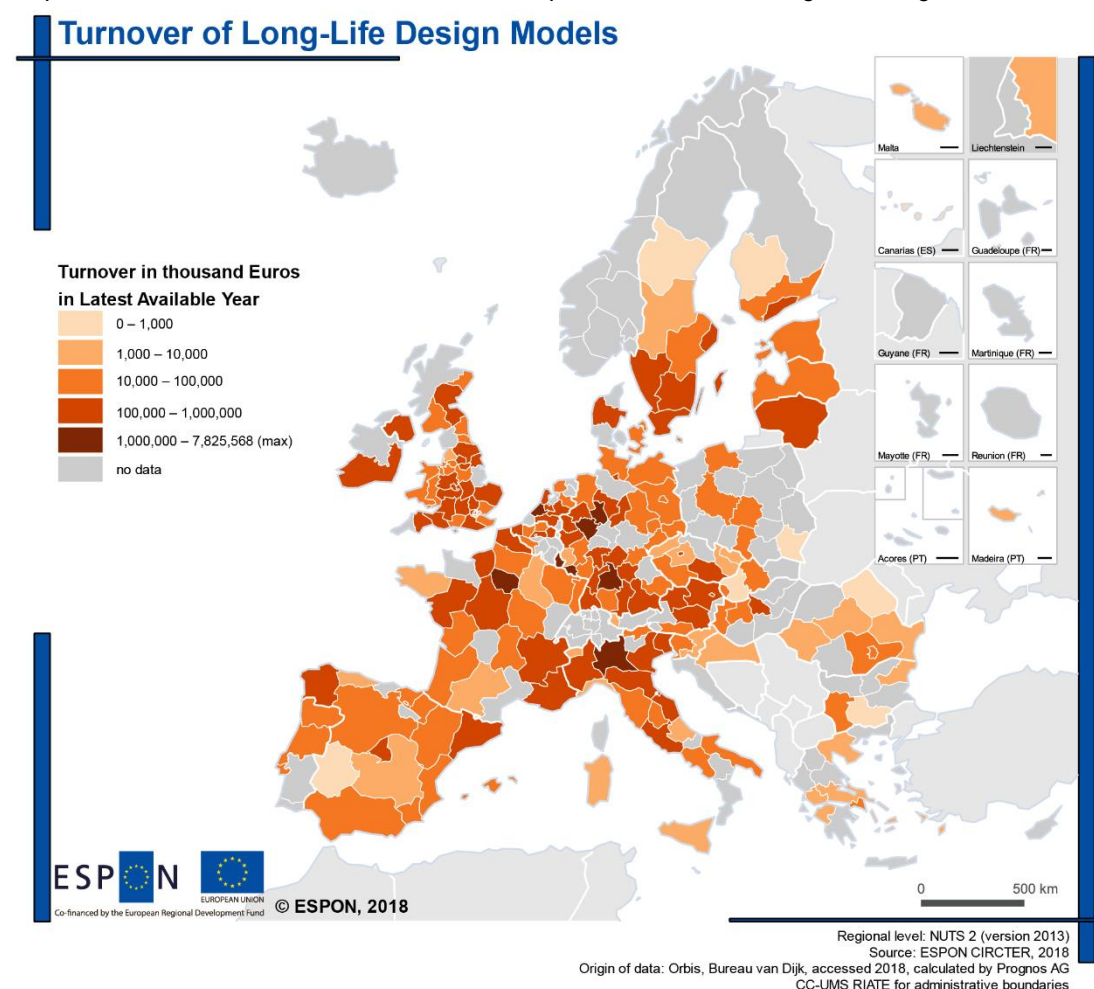 Turnover of Long-Life Design Models
Turnover in thousand Euros
in Latest Available Year
0 – 1,000
1,000 – 10,000
10,000 – 100,000
100,000 – 1,000,000
1,000,000 – 7,825,568 (max)
no data
Malta
Liechtenstein
Canarias (ES)
Guadeloupe (FR)
Guyane (FR)
Martinique (FR)
Mayotte (FR)
Reunion (FR)
Acores (PT)
Madeira (PT)
ESPON
EUROPEAN UNION
Co-financed by the European Regional Development Fund
© ESPON, 2018
0 500 km
Regional level: NUTS 2 (version 2013)
Source: ESPON CIRCTER, 2018
Origin of data: Orbis, Bureau van Dijk, accessed 2018, calculated by Prognos AG
CC-UMS RIATE for administrative boundaries